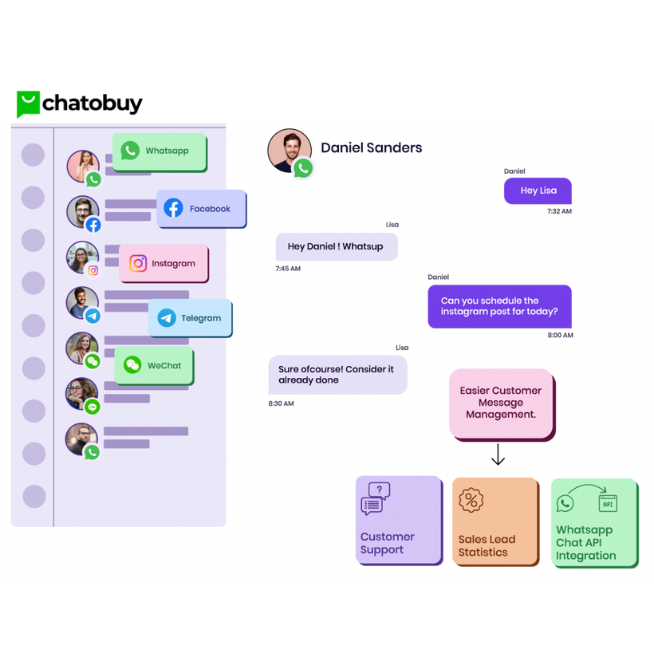 chatobuy
Whatsapp
Facebook
Instagram
Telegram
WeChat
Daniel Sanders
Daniel
Hey Lisa
7:32 AM
Lisa
Hey Daniel ! Whatsup
7:45 AM
Daniel
Can you schedule the
instagram post for today?
8:00 AM
Lisa
Sure ofcourse! Consider it
already done
8:30 AM
Easier Customer
Message
Management.
?
Customer
Support
%
Sales Lead
Statistics
API
Whatsapp
Chat API
Integration